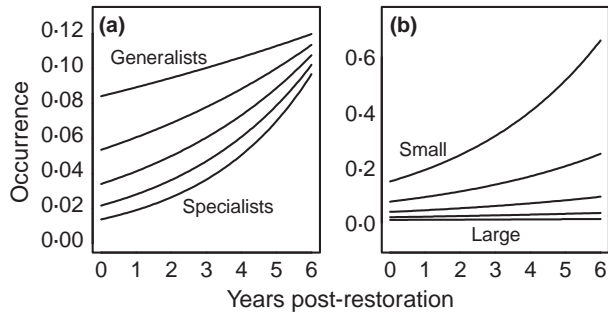 (a)
Generalists
Specialists
0·12
0·10
0·08
0·06
0·04
0·02
0·00
Occurrence
0 1 2 3 4 5 6
(b)
Small
Large
0·6
0·4
0·2
0·0
0 1 2 3 4 5 6
Years post-restoration